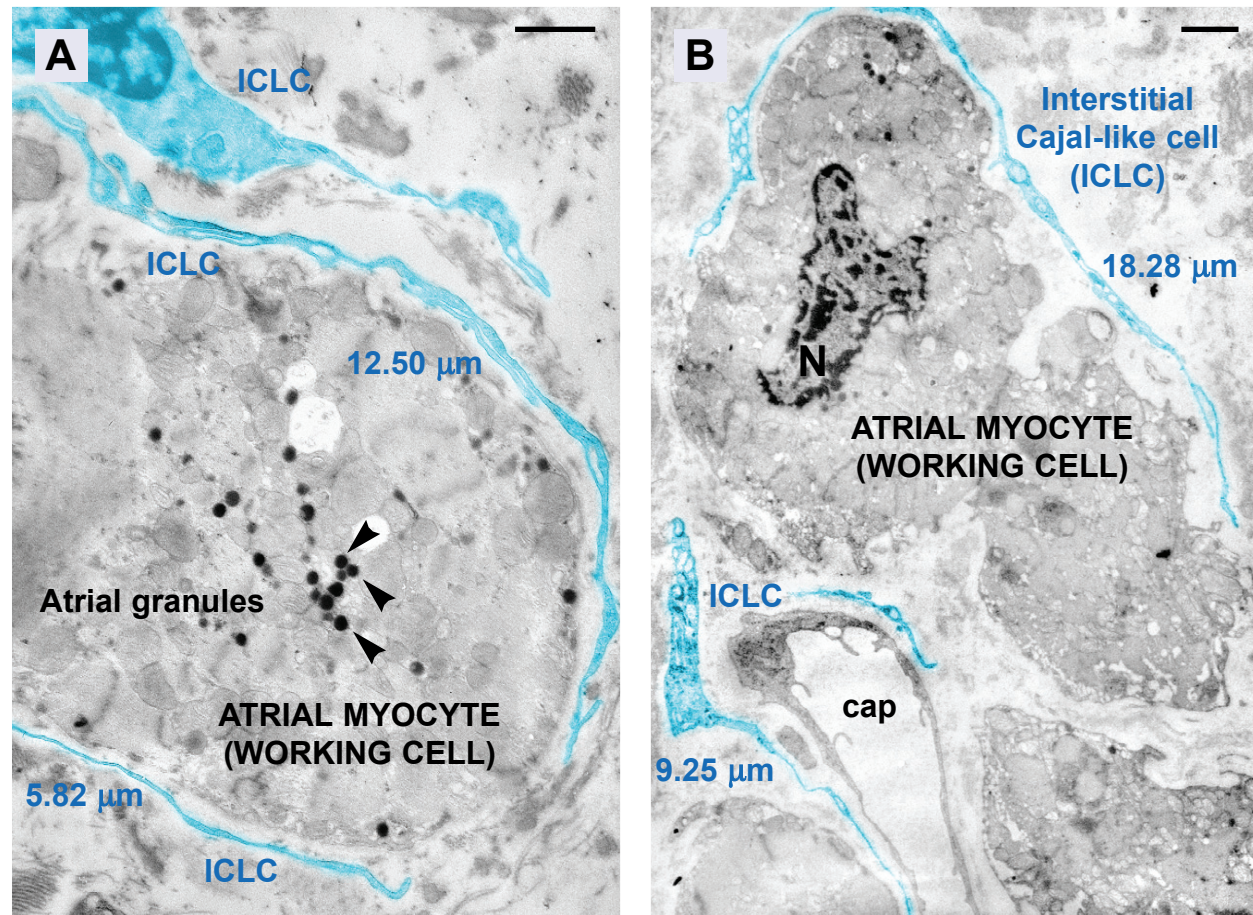 A
ICLC
ICLC
12.50 μm
Atrial granules
ATRIAL MYOCYTE
(WORKING CELL)
5.82 μm
ICLC
B
Interstitial
Cajal-like cell
(ICLC)
18.28 μm
N
ATRIAL MYOCYTE
(WORKING CELL)
ICLC
cap
9.25 μm